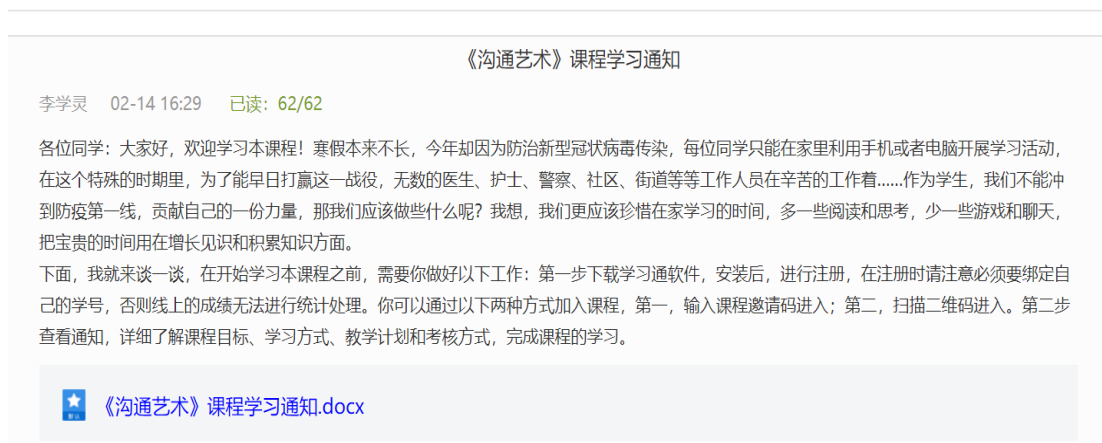 《沟通艺术》课程学习通知
李学灵 02-14 16:29 已读：62/62
各位同学：大家好，欢迎学习本课程！寒假本来不长，今年却因为防治新型冠状病毒传染，每位同学只能在家里利用手机或者电脑开展学习活动，
在这个特殊的时期里，为了能早日打赢这一战役，无数的医生、护士、警察、社区、街道等等工作人员在辛苦的工作着......作为学生，我们不能冲
到防疫第一线，贡献自己的一份力量，那我们应该做些什么呢？我想，我们更应该珍惜在家学习的时间，多一些阅读和思考，少一些游戏和聊天，
把宝贵的时间用在增长见识和积累知识方面。
下面，我就来谈一谈，在开始学习本课程之前，需要你做好以下工作：第一步下载学习通软件，安装后，进行注册，在注册时请注意必须要绑定自
己的学号，否则线上的成绩无法进行统计处理。你可以通过以下两种方式加入课程，第一，输入课程邀请码进入；第二，扫描二维码进入。第二步
查看通知，详细了解课程目标、学习方式、教学计划和考核方式，完成课程的学习。
《沟通艺术》课程学习通知.docx